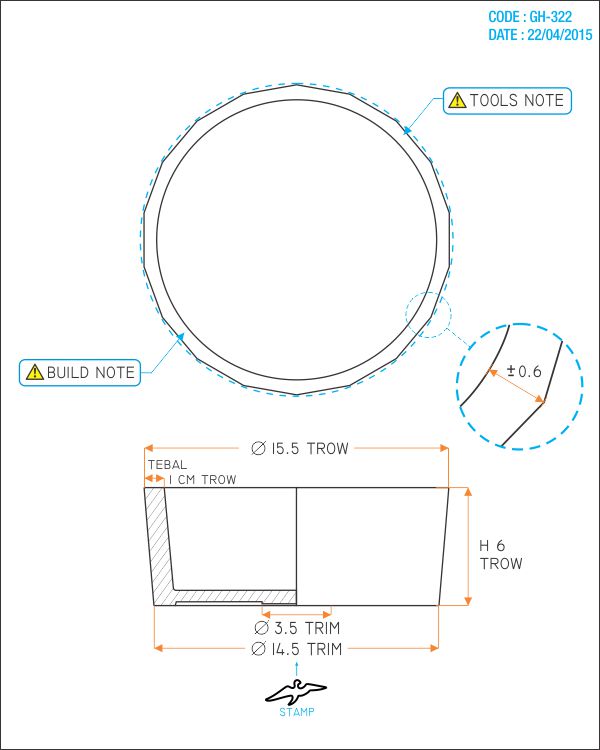 CODE : GH-322
DATE : 22/04/2015
TOOLS NOTE
BUILD NOTE
±0.6
Ø 15.5 TROW
TEBAL
1 CM TROW
H 6
TROW
Ø 3.5 TRIM
Ø 14.5 TRIM
STAMP